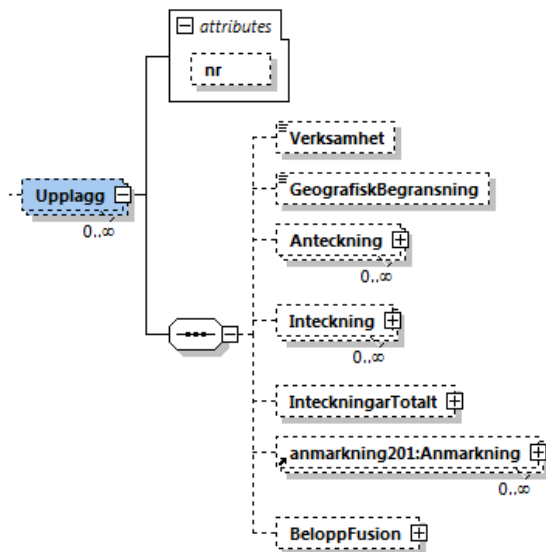 attributes
nr
Verksamhet
Upplagg
0..∞
GeografiskBegransning
Anteckning
0..∞
Inteckning
0..∞
InteckningarTotalt
anmarkning201:Anmarkning
0..∞
BeloppFusion